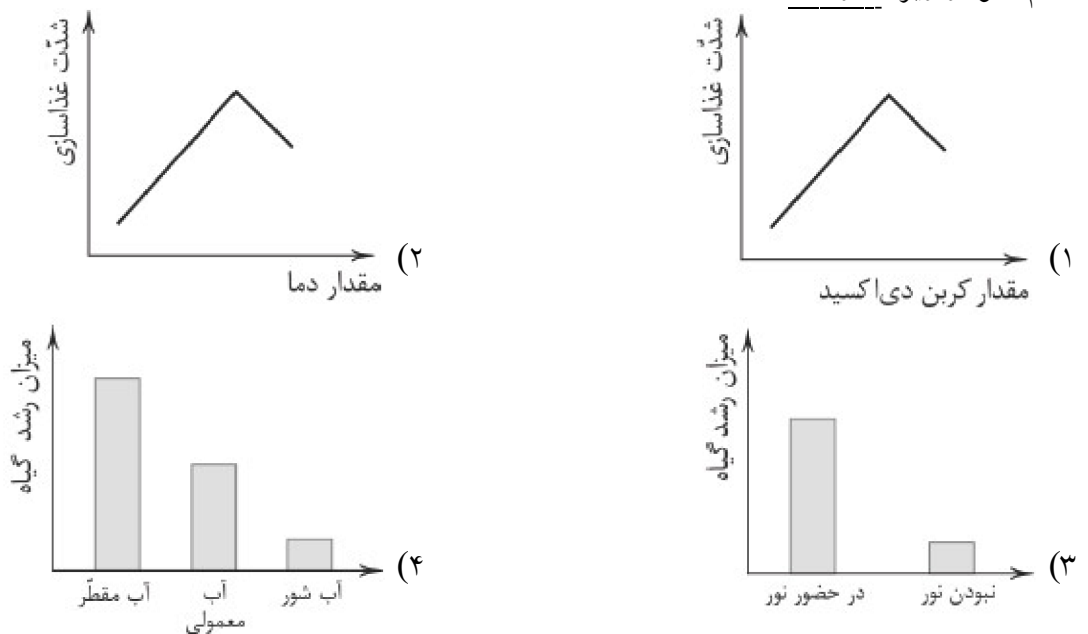 شدّت غذاسازی
مقدار کربن دی‌اکسید
(۱
شدّت غذاسازی
مقدار دما
(۲
میزان رشد گیاه
در حضور نور
نبودن نور
(۳
میزان رشد گیاه
آب مقطّر
آب
معمولی
آب شور
(۴